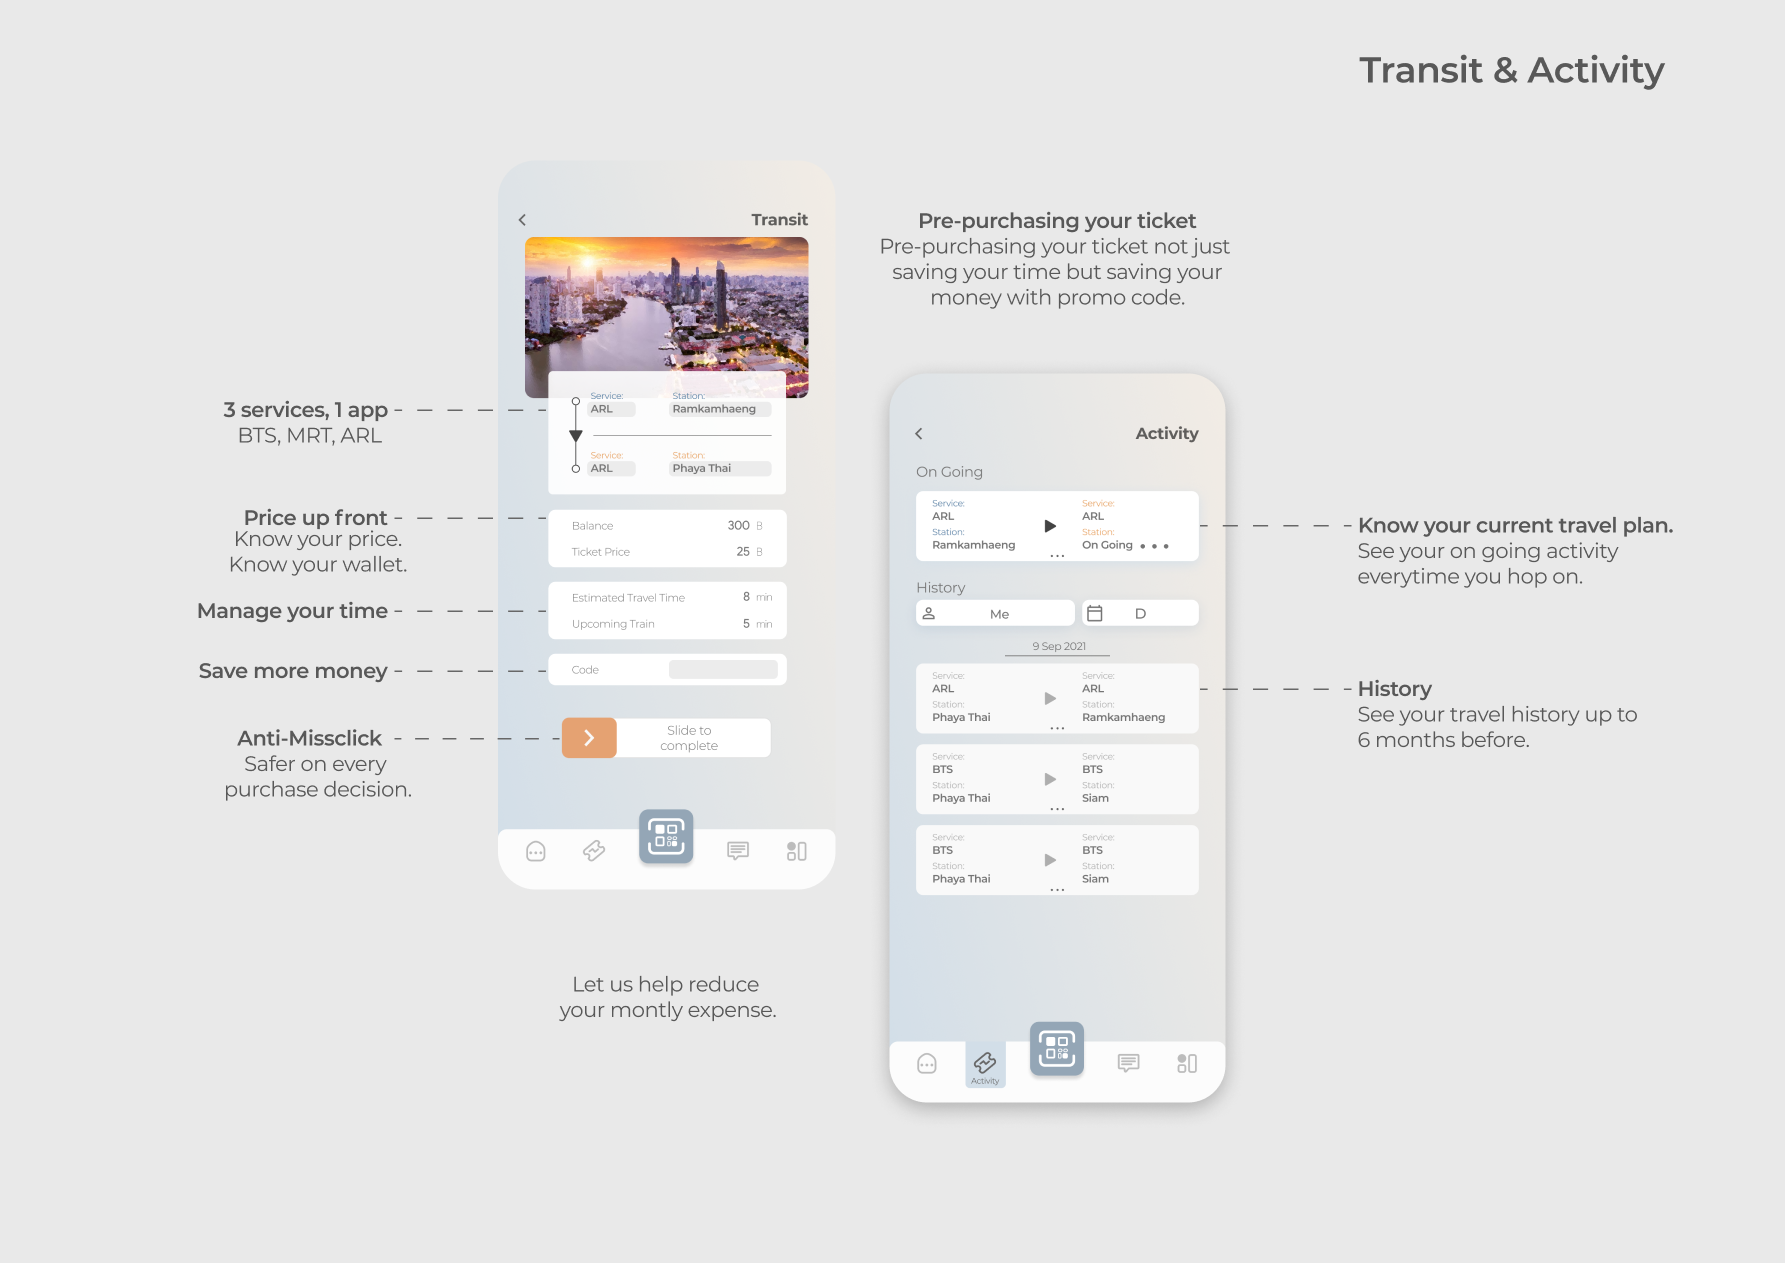 Transit & Activity
Transit
3 services, 1 app
BTS, MRT, ARL
Service:
Station:
ARL
Ramkamhaeng
Service:
Station:
ARL
Phaya Thai
Price up front
Know your price.
Know your wallet.
Balance
300 B
Ticket Price
25 B
Manage your time
Estimated Travel Time
8 min
Upcoming Train
5 min
Save more money
Code
Anti-Missclick
Safer on every
purchase decision.
Slide to
complete
Let us help reduce
your montly expense.
Pre-purchasing your ticket
Pre-purchasing your ticket not just
saving your time but saving your
money with promo code.
Activity
On Going
Service:
ARL
Station:
Ramkamhaeng
...
Service:
ARL
Station:
On Going • • •
Know your current travel plan.
See your on going activity
everytime you hop on.
History
Me
D
9 Sep 2021
Service:
ARL
Station:
Phaya Thai
...
Service:
ARL
Station:
Ramkamhaeng
History
See your travel history up to
6 months before.
Service:
BTS
Station:
Phaya Thai
...
Service:
BTS
Station:
Siam
Service:
BTS
Station:
Phaya Thai
...
Service:
BTS
Station:
Siam
Activity